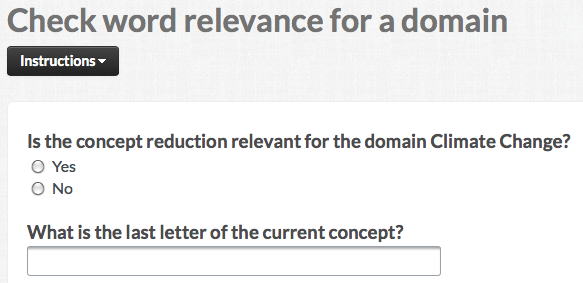 Check word relevance for a domain
Instructions
Is the concept reduction relevant for the domain Climate Change?
Yes
No
What is the last letter of the current concept?